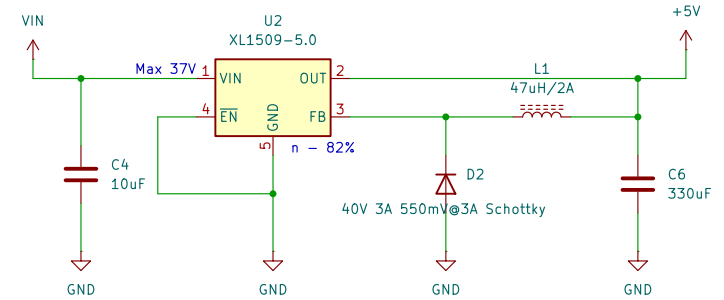 VIN
U2
XL1509-5.0
+5V
Max 37V
1
VIN
OUT
2
4
EN
GND
FB
3
5
n - 82%
L1
47uH/2A
C4
10uF
D2
40V 3A 550mV@3A Schottky
C6
330uF
GND
GND
GND
GND